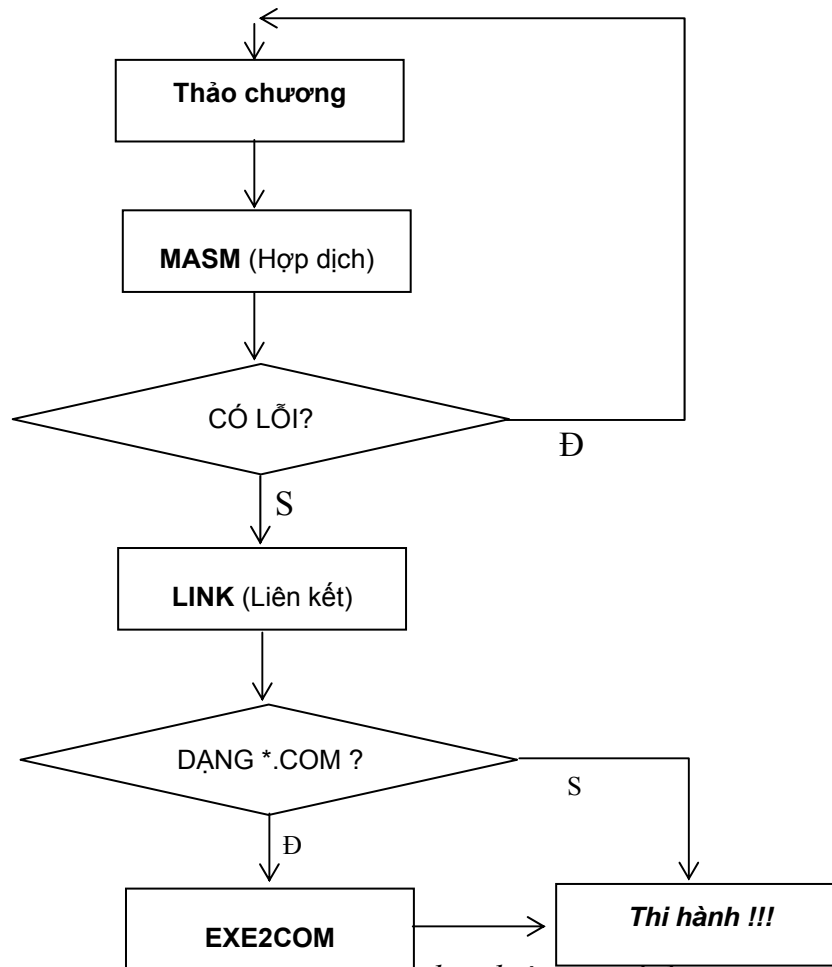 Thảo chương
MASM (Hợp dịch)
CÓ LỖI?
Đ
S
LINK (Liên kết)
DẠNG *.COM ?
S
Đ
EXE2COM
Thi hành !!!